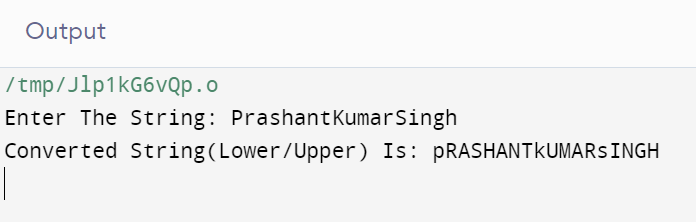 Output
/tmp/Jlp1kG6vQp.o
Enter The String: PrashantKumarSingh
Converted String(Lower/Upper) Is: pRASHANTkUMARsINGH